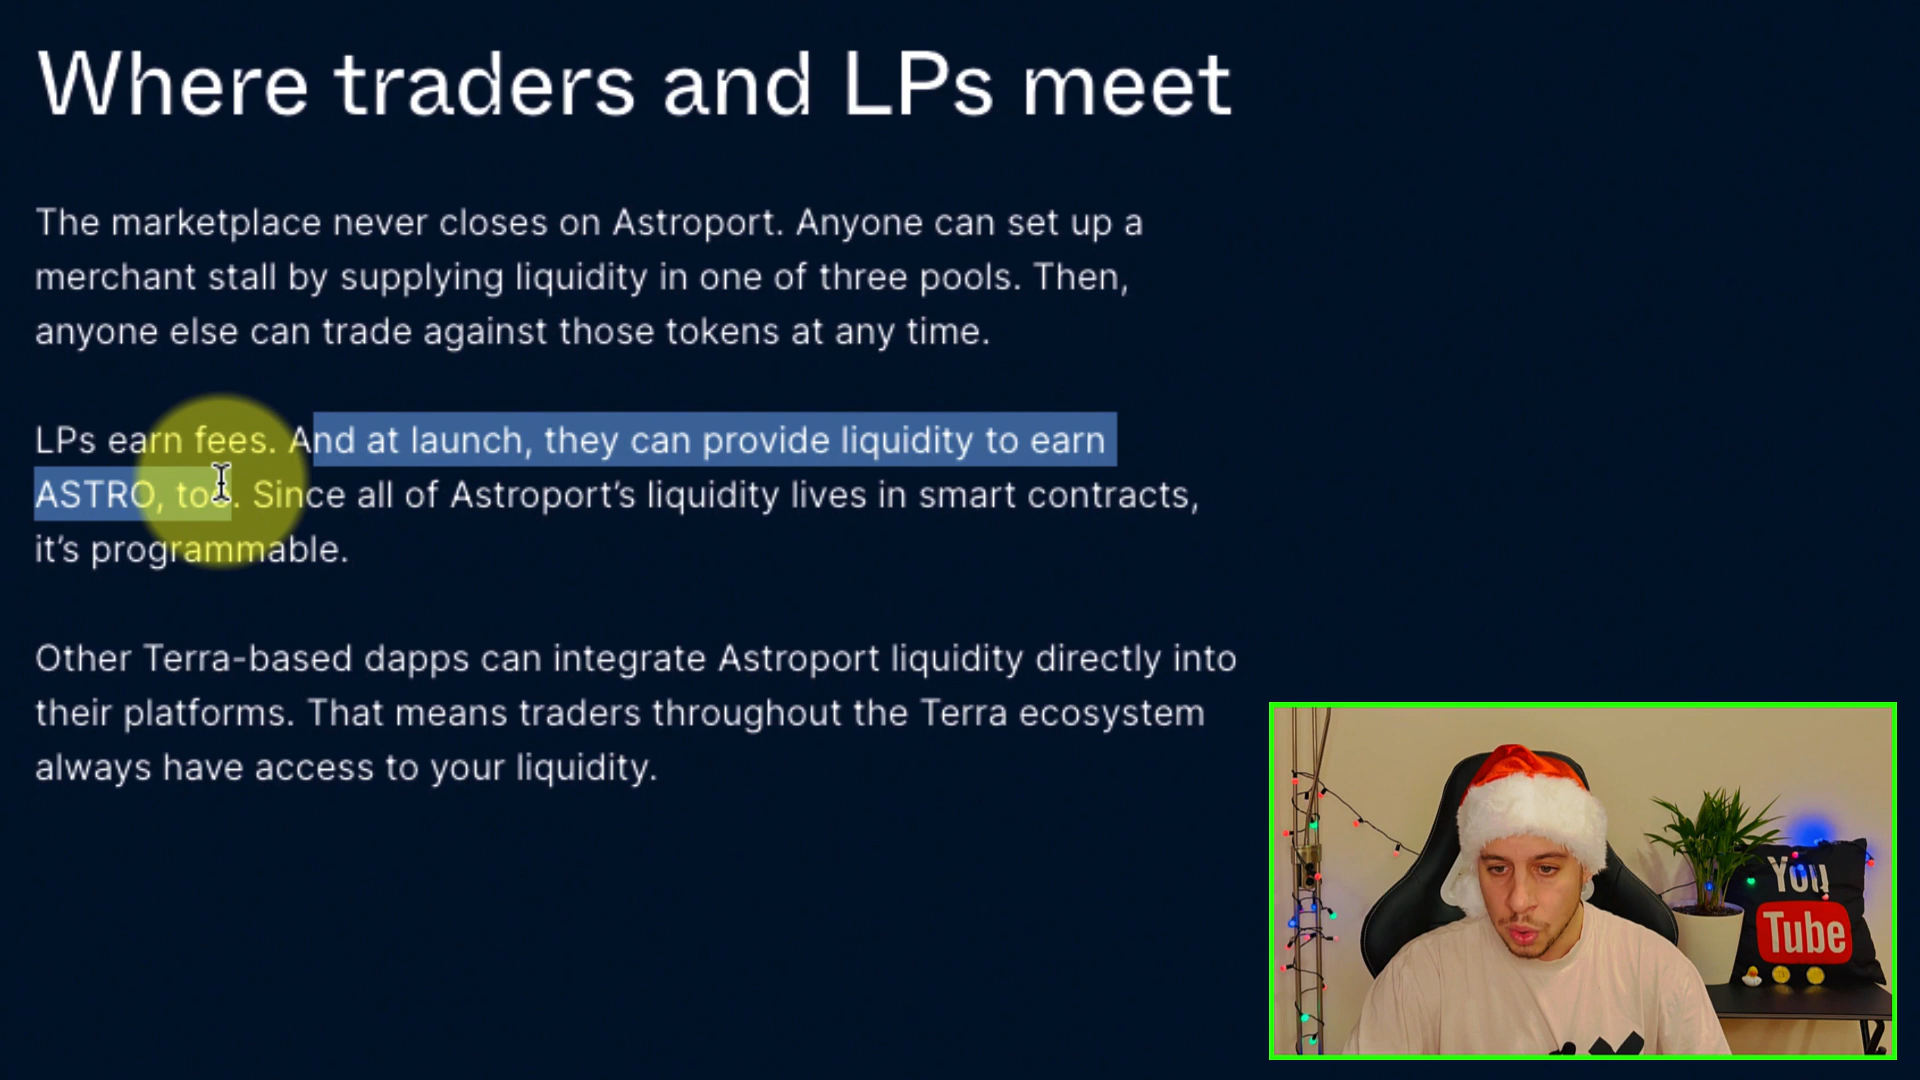 Where traders and LPs meet
The marketplace never closes on Astroport. Anyone can set up a
merchant stall by supplying liquidity in one of three pools. Then,
anyone else can trade against those tokens at any time.
LPs earn fees. And at launch, they can provide liquidity to earn
ASTRO, too. Since all of Astroport’s liquidity lives in smart contracts,
it’s programmable.
Other Terra-based dapps can integrate Astroport liquidity directly into
their platforms. That means traders throughout the Terra ecosystem
always have access to your liquidity.
You
Tube